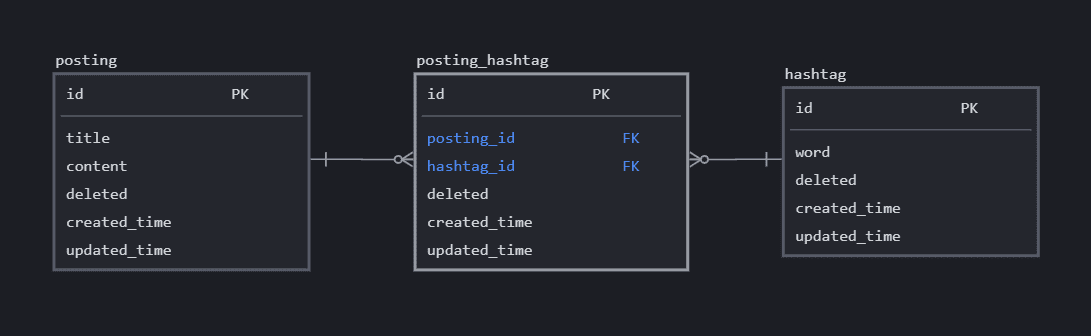 posting
id PK
title
content
deleted
created_time
updated_time
posting_hashtag
id PK
posting_id FK
hashtag_id FK
deleted
created_time
updated_time
hashtag
id PK
word
deleted
created_time
updated_time